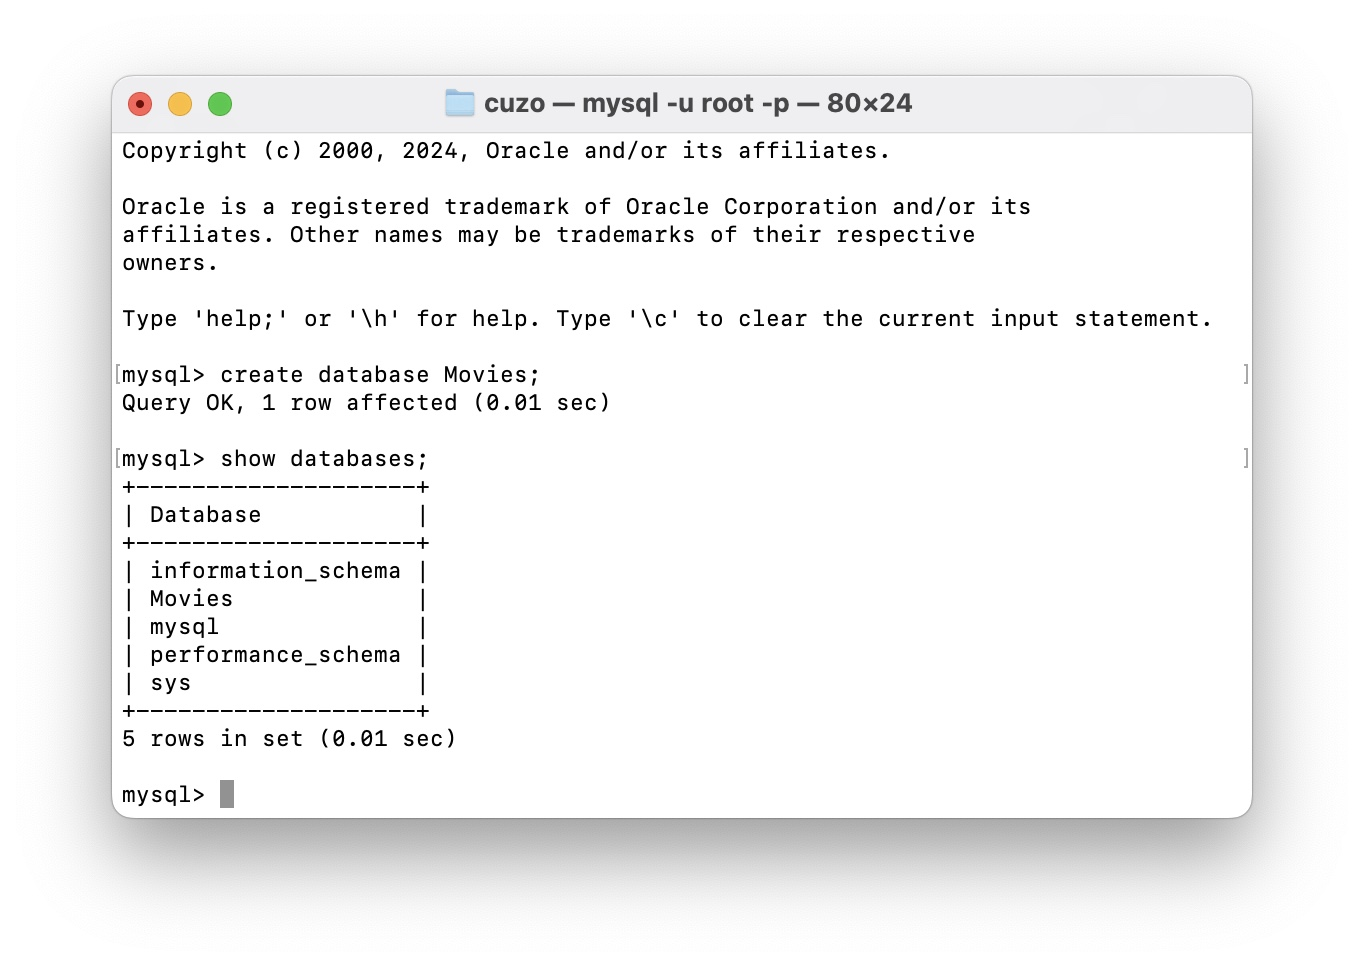 cuzo — mysql -u root -p — 80×24
Copyright (c) 2000, 2024, Oracle and/or its affiliates.
Oracle is a registered trademark of Oracle Corporation and/or its
affiliates. Other names may be trademarks of their respective
owners.
Type 'help;' or '\h' for help. Type '\c' to clear the current input statement.
[mysql> create database Movies; ]
Query OK, 1 row affected (0.01 sec)
[mysql> show databases; ]
+--------------------+
| Database           |
+--------------------+
| information_schema |
| Movies             |
| mysql              |
| performance_schema |
| sys                |
+--------------------+
5 rows in set (0.01 sec)
mysql>